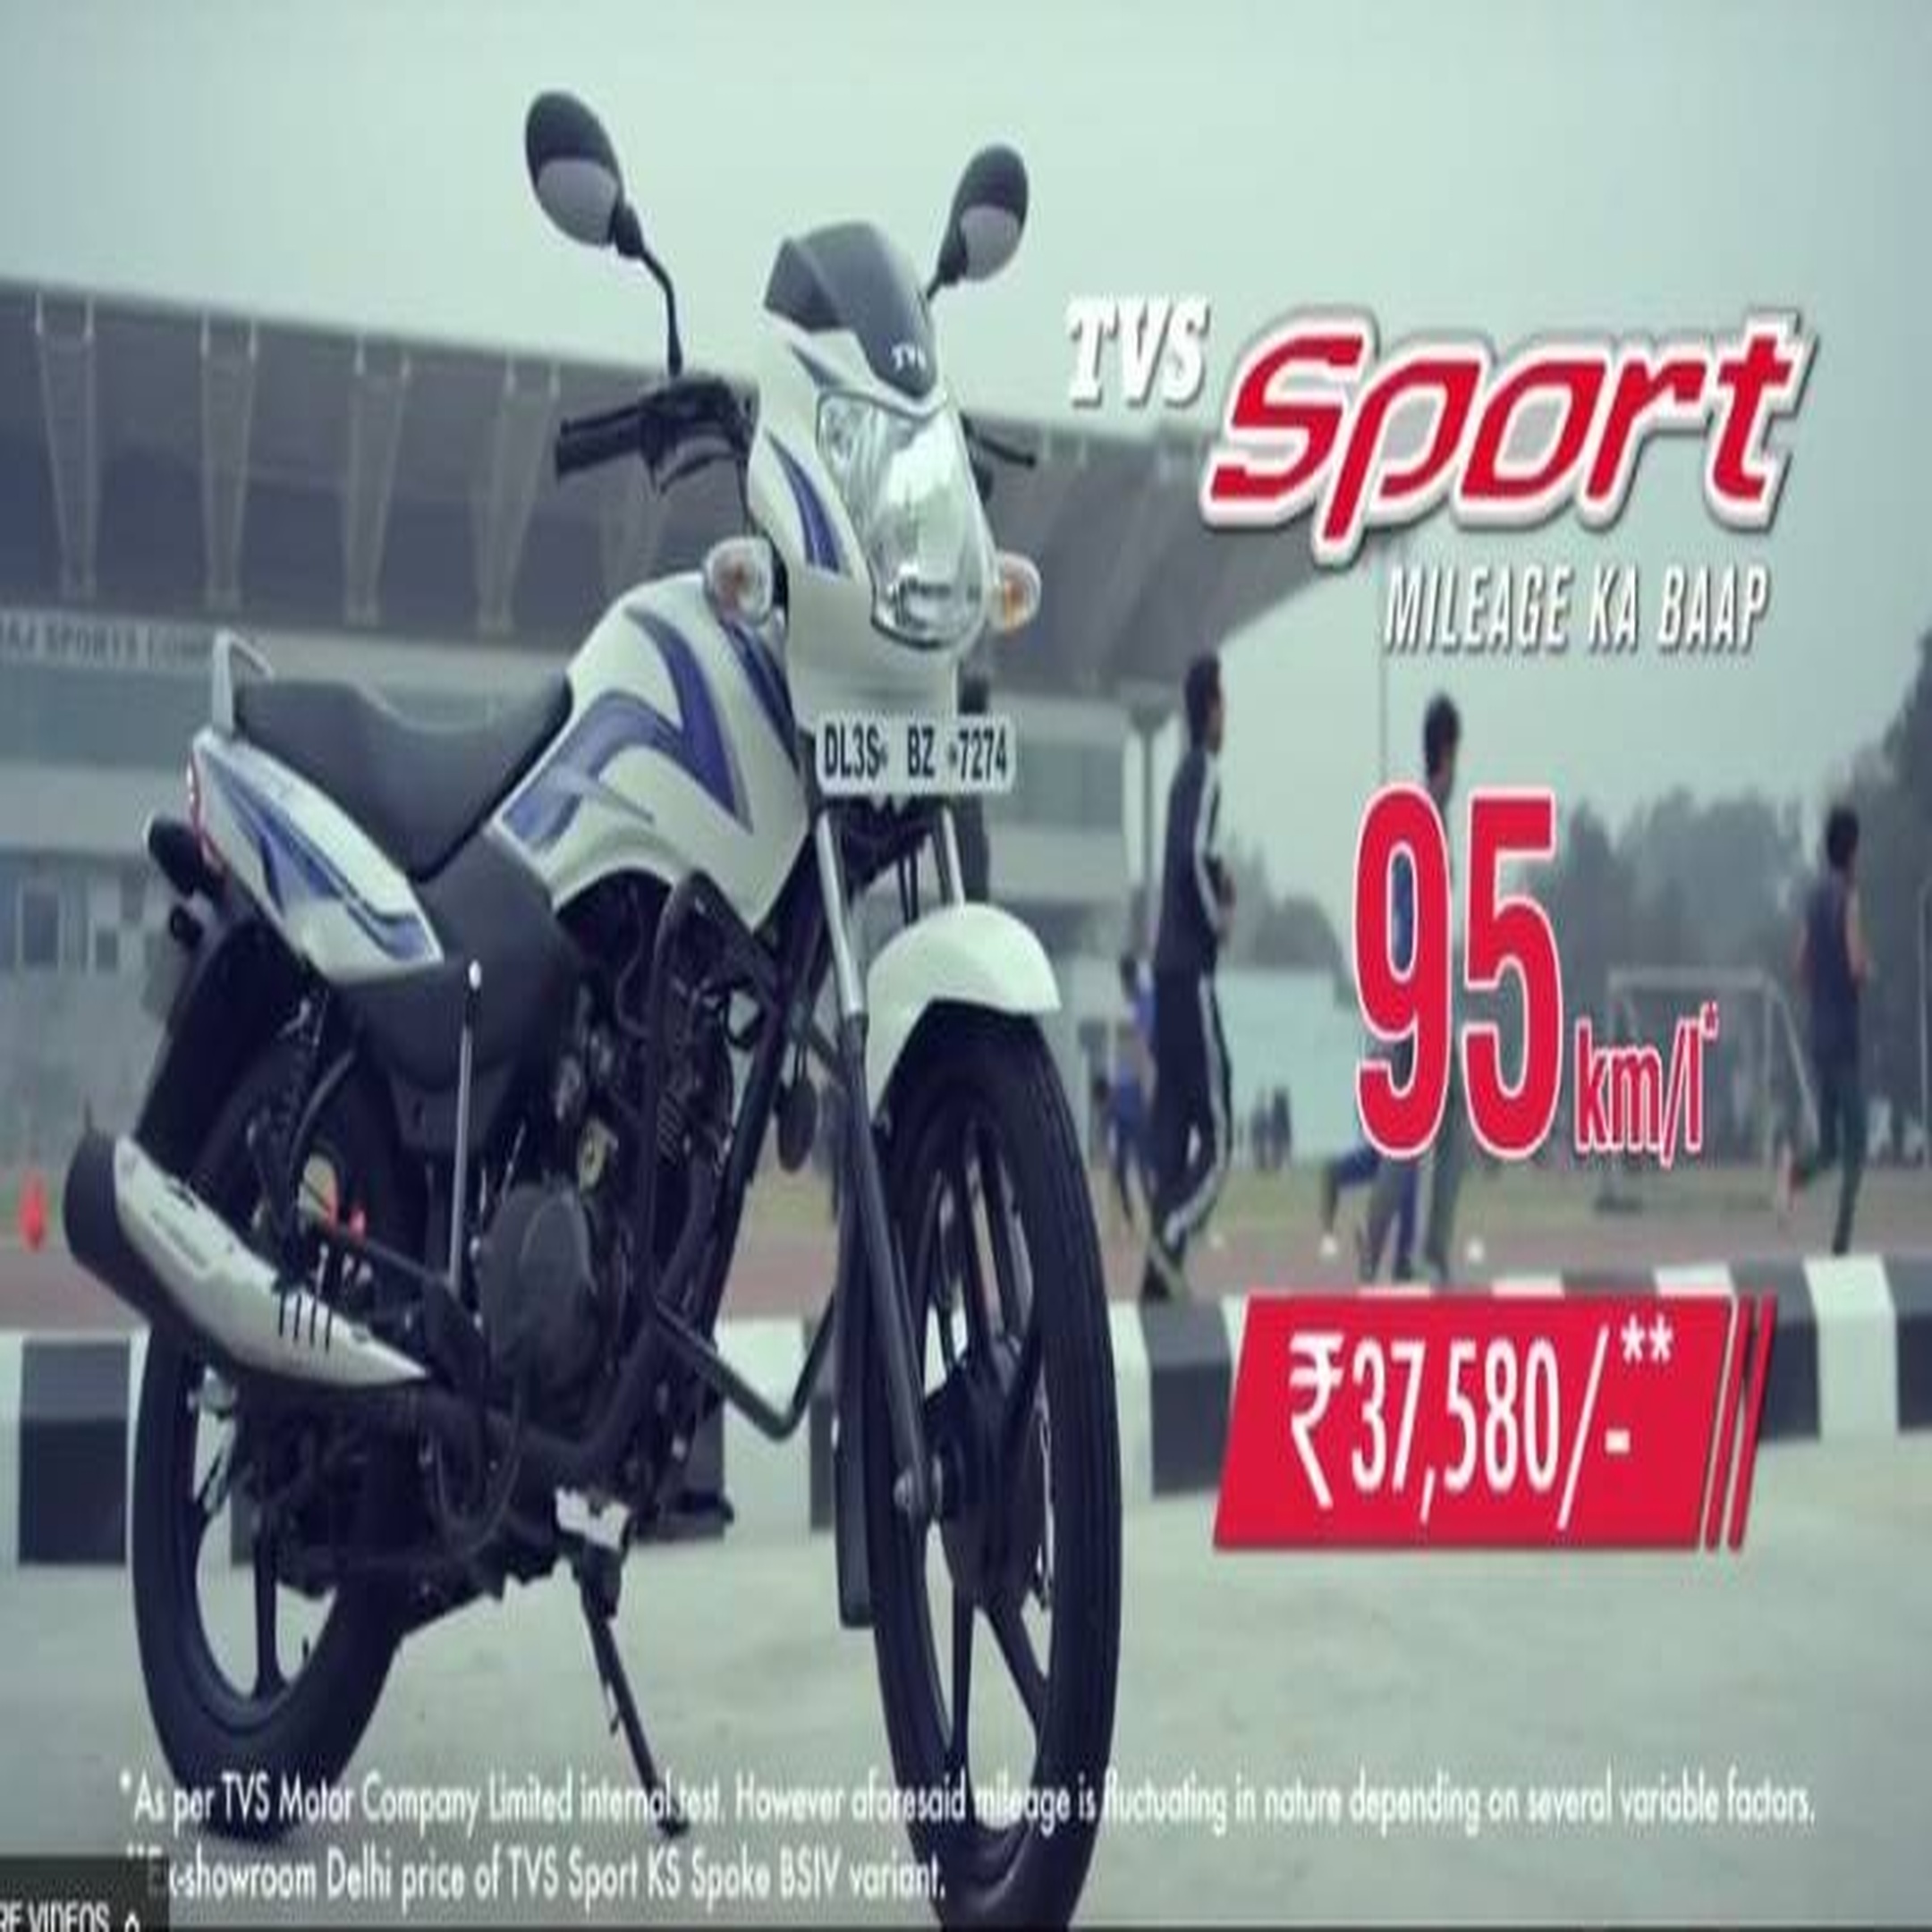 TVS Sport
MILEAGE KA BAAP
TVS
DL3S BZ 7274
95 km/l*
₹37,580/-**
*As per TVS Motor Company Limited internal test. However aforesaid mileage is fluctuating in nature depending on several variable factors.
**Ex-showroom Delhi price of TVS Sport KS Spoke BSIV variant.
VIDEOS